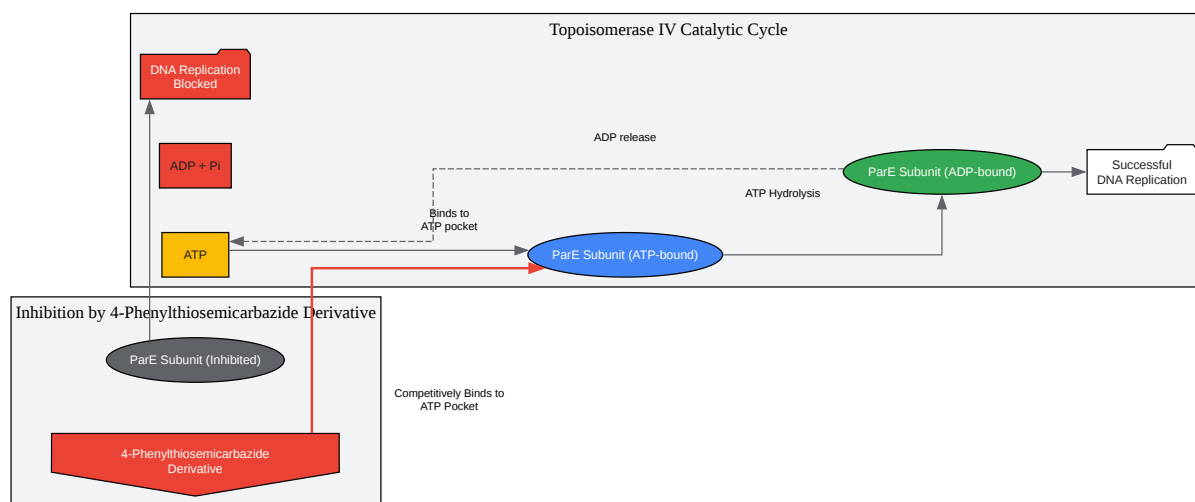 Topoisomerase IV Catalytic Cycle
DNA Replication
Blocked
ADP release
ADP + Pi
ParE Subunit (ADP-bound)
Successful
DNA Replication
ATP Hydrolysis
Binds to
ATP pocket
ATP
ParE Subunit (ATP-bound)
Inhibition by 4-Phenylthiosemicarbazide Derivative
ParE Subunit (Inhibited)
Competitively Binds to
ATP Pocket
4-Phenylthiosemicarbazide
Derivative